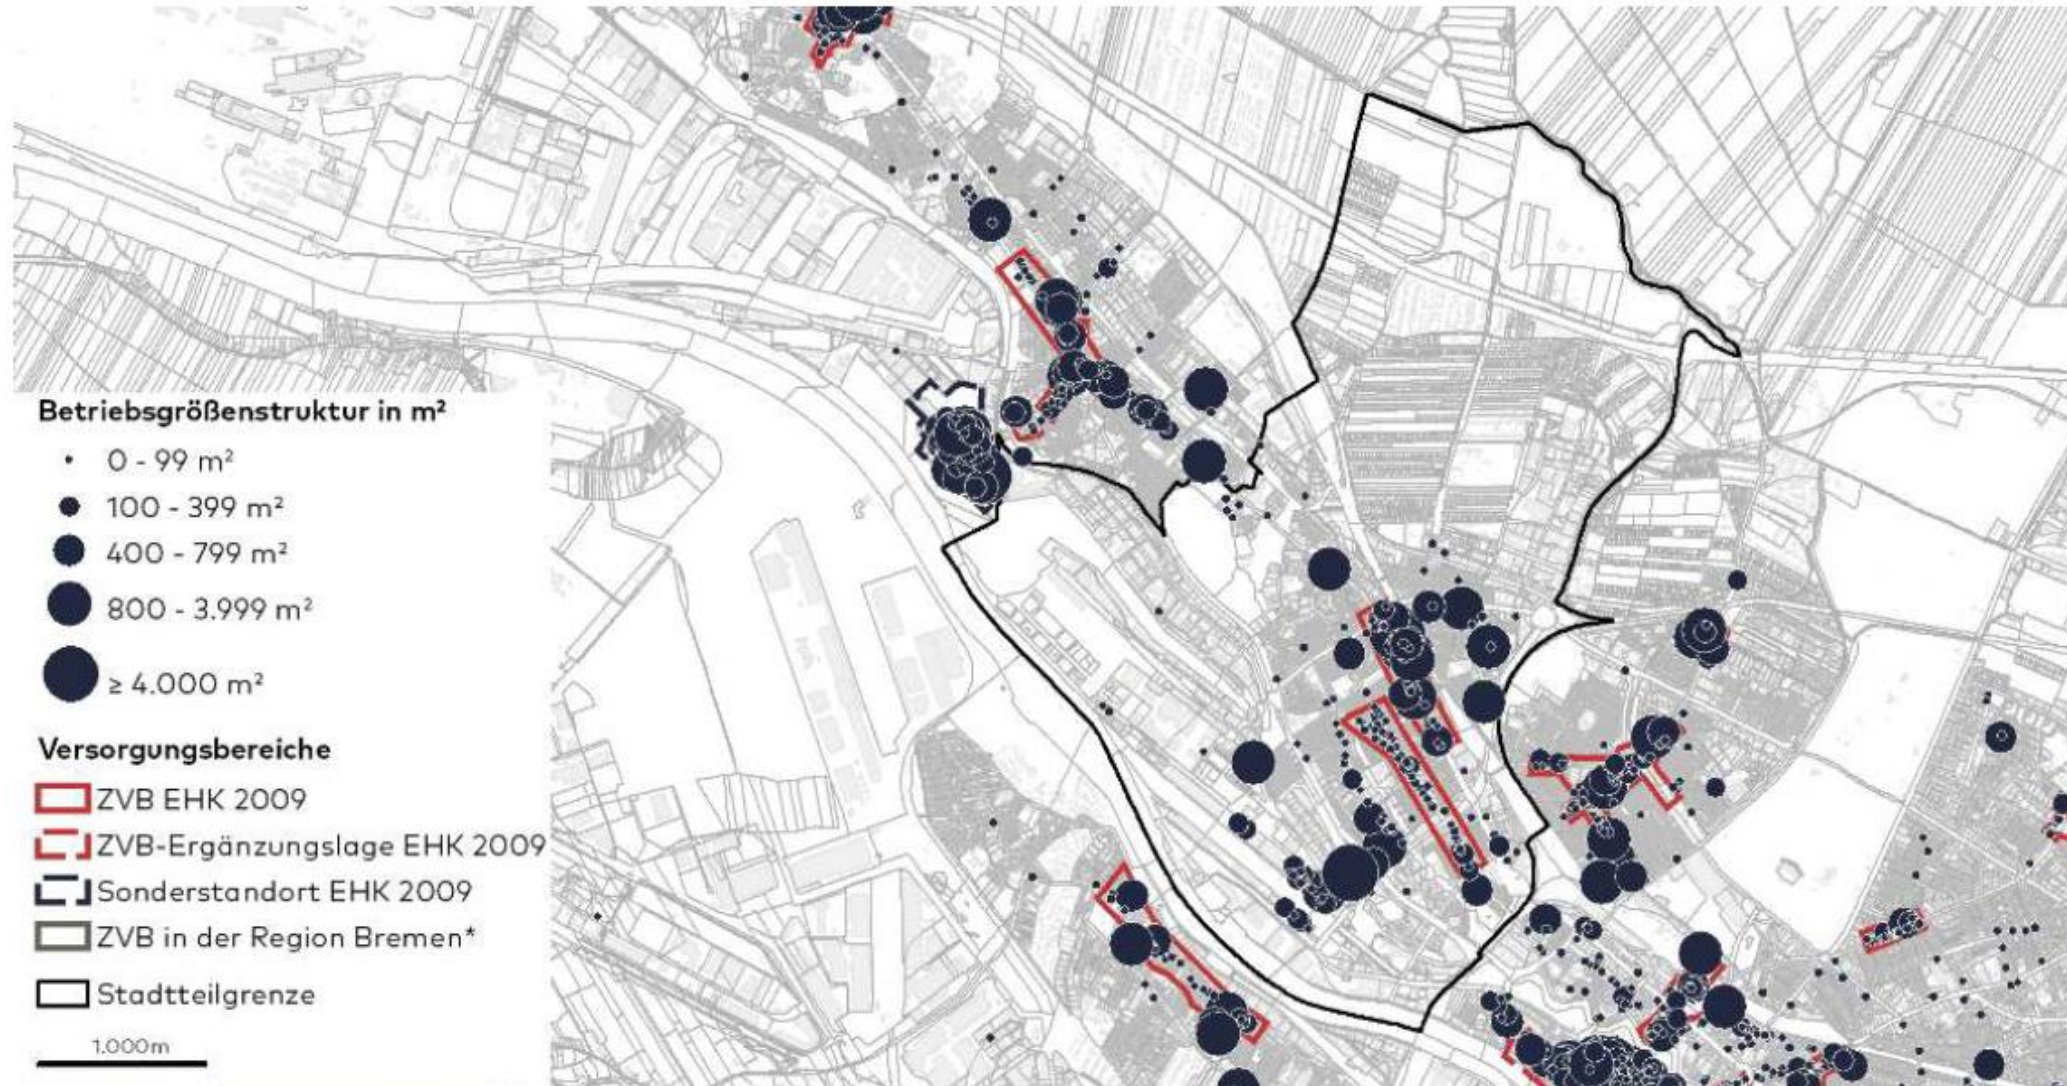 Betriebsgrößenstruktur in m²
0 - 99 m²
100 - 399 m²
400 - 799 m²
800 - 3.999 m²
≥ 4.000 m²
Versorgungsbereiche
ZVB EHK 2009
ZVB-Ergänzungslage EHK 2009
Sonderstandort EHK 2009
ZVB in der Region Bremen*
Stadtteilgrenze
1.000m